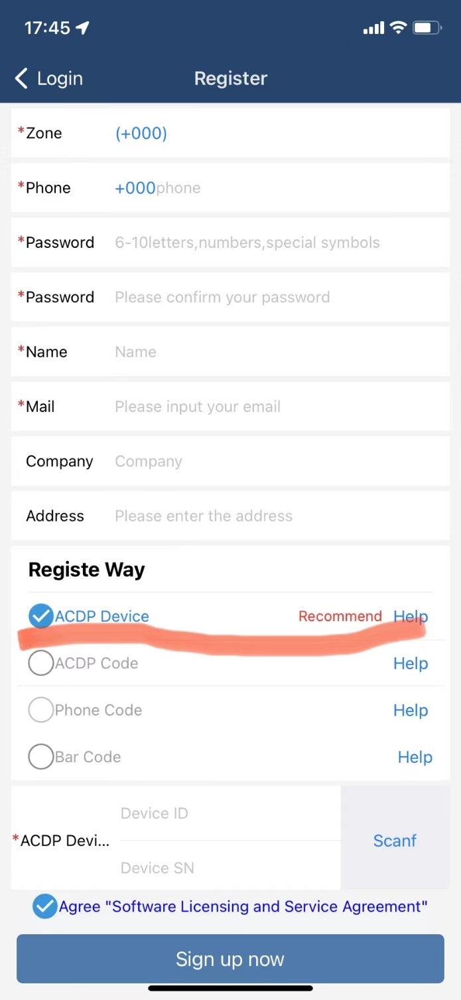 17:45
Login Register
*Zone (+000)
*Phone +000phone
*Password 6-10letters,numbers,special symbols
*Password Please confirm your password
*Name Name
*Mail Please input your email
Company Company
Address Please enter the address
Registe Way
ACDP Device Recommend Help
ACDP Code Help
Phone Code Help
Bar Code Help
Device ID
*ACDP Devi... Scanf
Device SN
Agree "Software Licensing and Service Agreement"
Sign up now